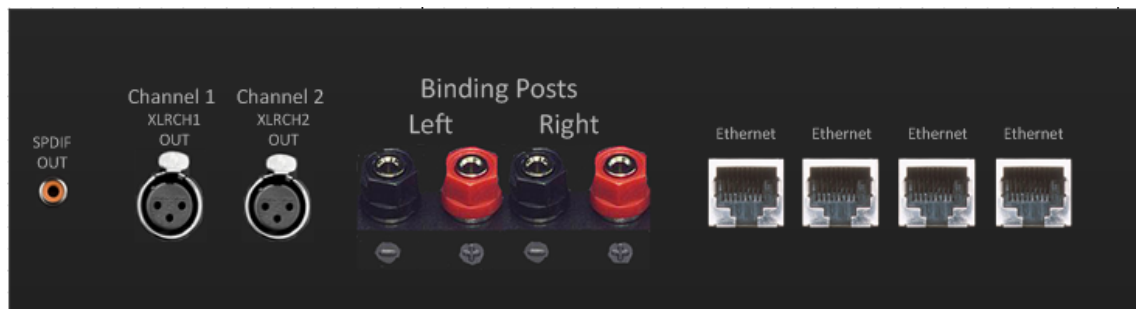 SPDIF
OUT
Channel 1
XLRCH1
OUT
Channel 2
XLRCH2
OUT
Binding Posts
Left
Right
Ethernet
Ethernet
Ethernet
Ethernet